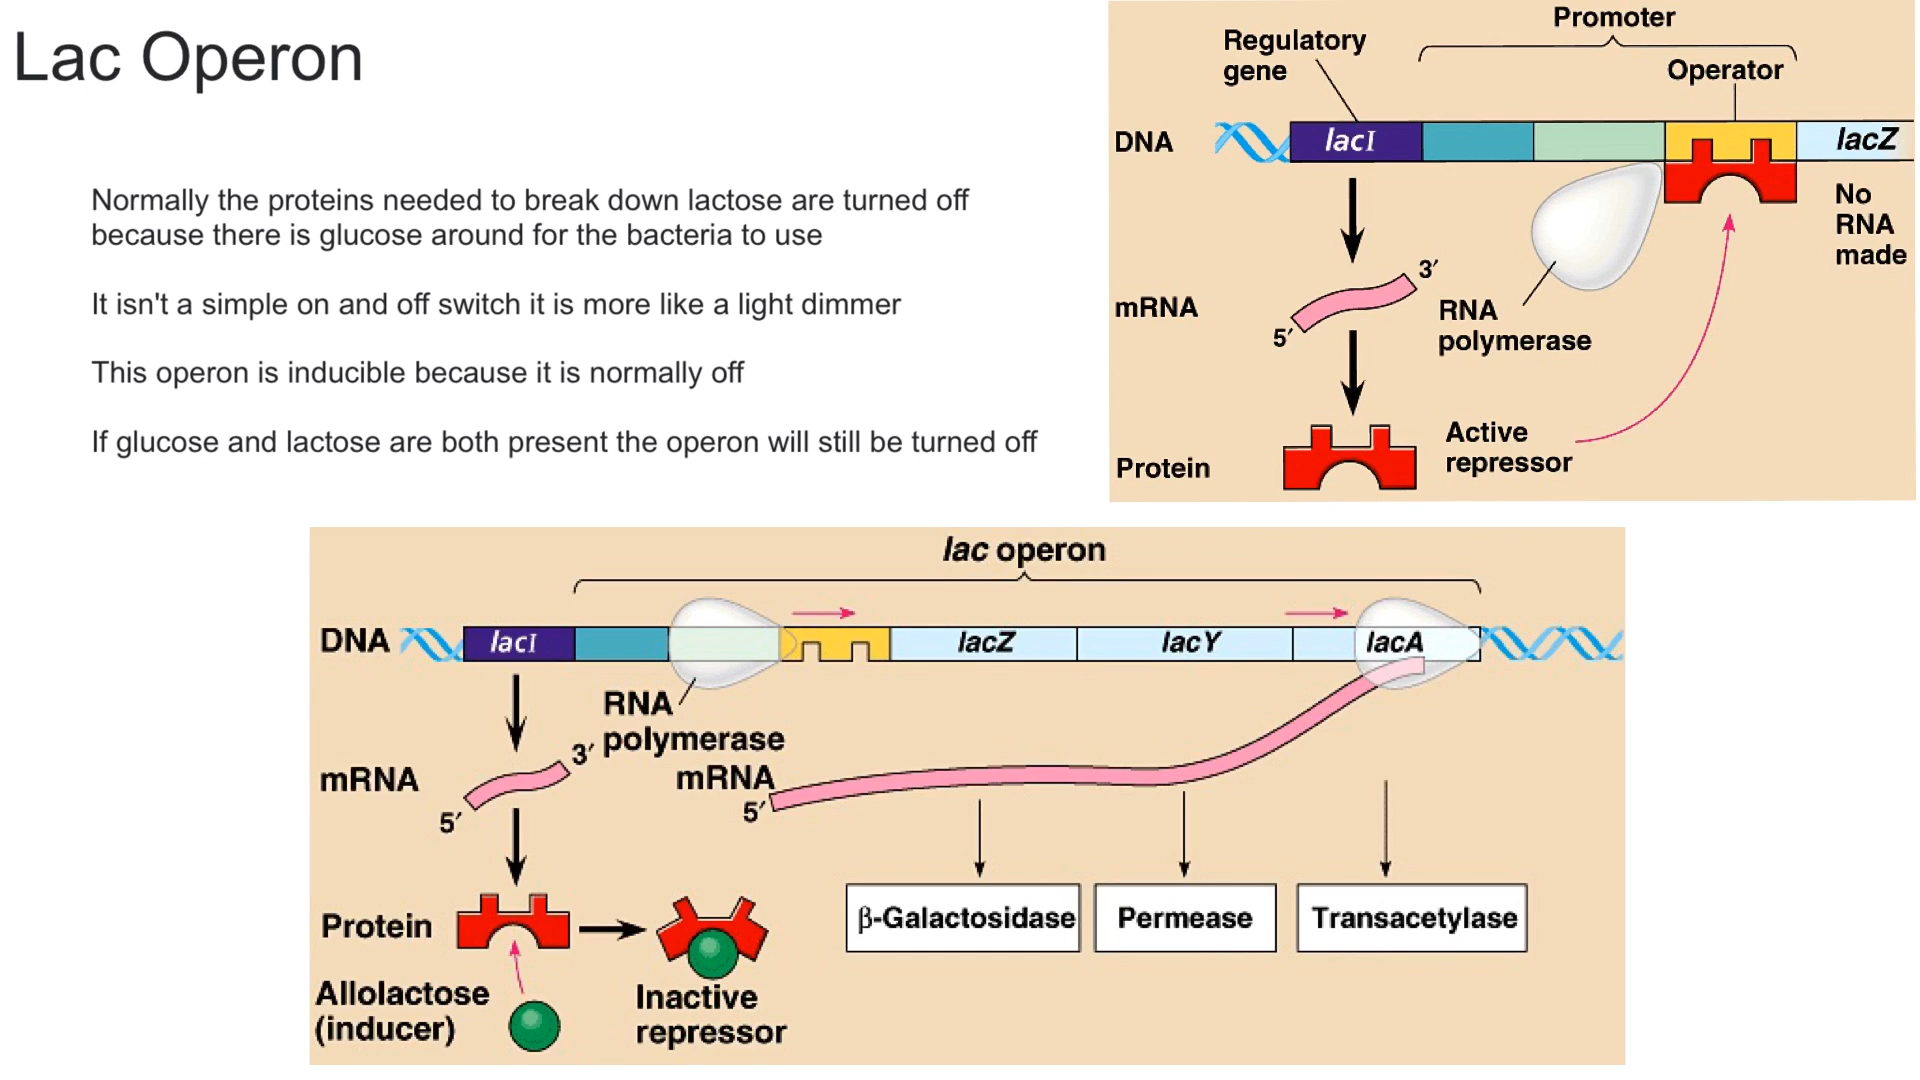 Lac Operon
Normally the proteins needed to break down lactose are turned off
because there is glucose around for the bacteria to use
It isn't a simple on and off switch it is more like a light dimmer
This operon is inducible because it is normally off
If glucose and lactose are both present the operon will still be turned off
Promoter
Regulatory
gene
Operator
DNA
lacI
lacZ
No
RNA
made
3′
mRNA
5′
RNA
polymerase
Active
repressor
Protein
lac operon
DNA
lacI
lacZ
lacY
lacA
RNA
polymerase
3′
mRNA
5′
mRNA
5′
Protein
β-Galactosidase
Permease
Transacetylase
Allolactose
(inducer)
Inactive
repressor